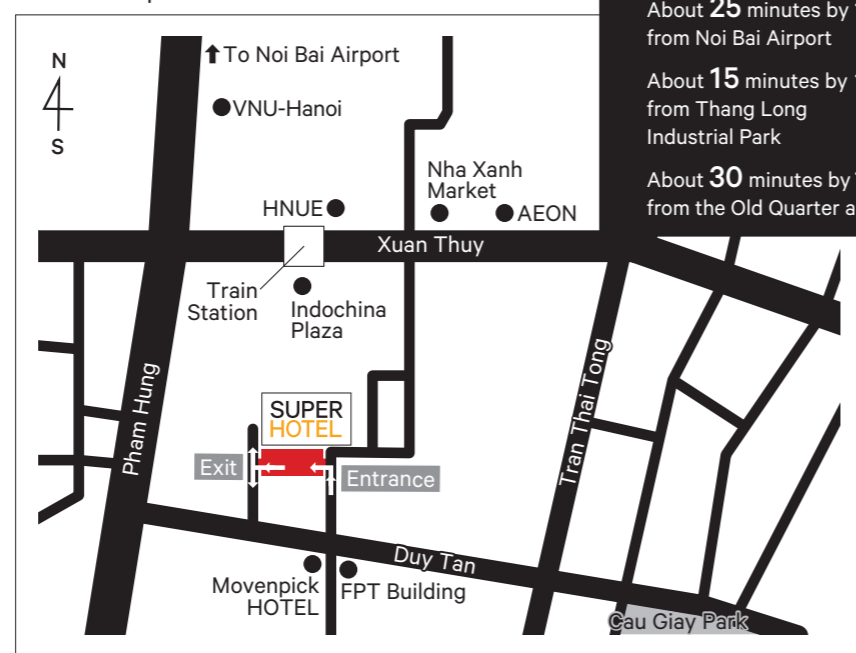 About 25 minutes by
from Noi Bai Airport
About 15 minutes by
from Thang Long
Industrial Park
About 30 minutes by
from the Old Quarter
N
S
To Noi Bai Airport
VNU-Hanoi
Nha Xanh
Market
HNUE
AEON
Xuan Thuy
Train
Station
Indochina
Plaza
Pham Hung
Tran Thai Tong
SUPER
HOTEL
Exit
Entrance
Duy Tan
Movenpick
HOTEL
FPT Building
Cau Giay Park